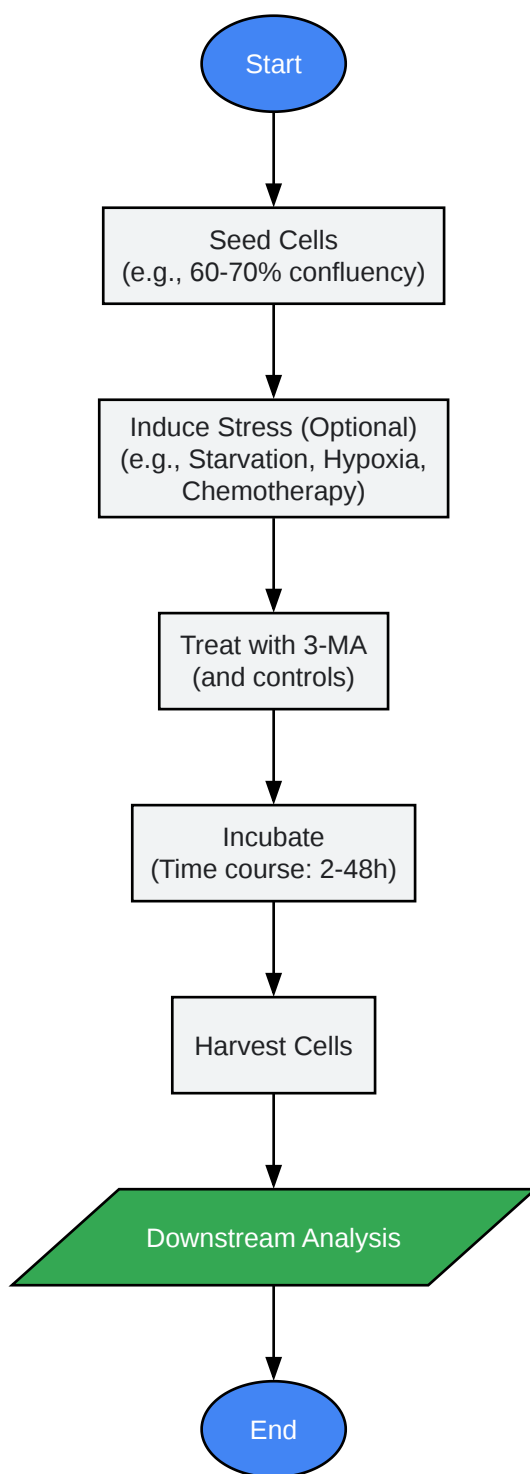 Start
Seed Cells
(e.g., 60-70% confluency)
Induce Stress (Optional)
(e.g., Starvation, Hypoxia,
Chemotherapy)
Treat with 3-MA
(and controls)
Incubate
(Time course: 2-48h)
Harvest Cells
Downstream Analysis
End